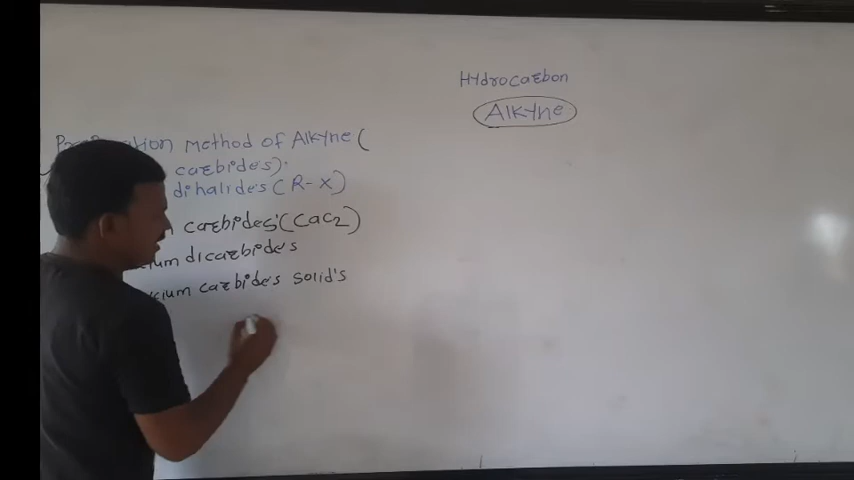 Hydrocarbon
Alkyne
Preparation method of Alkyne (
carbides).
dihalides (R-X)
carbides' (CaC2)
dicarbides
carbides solid's